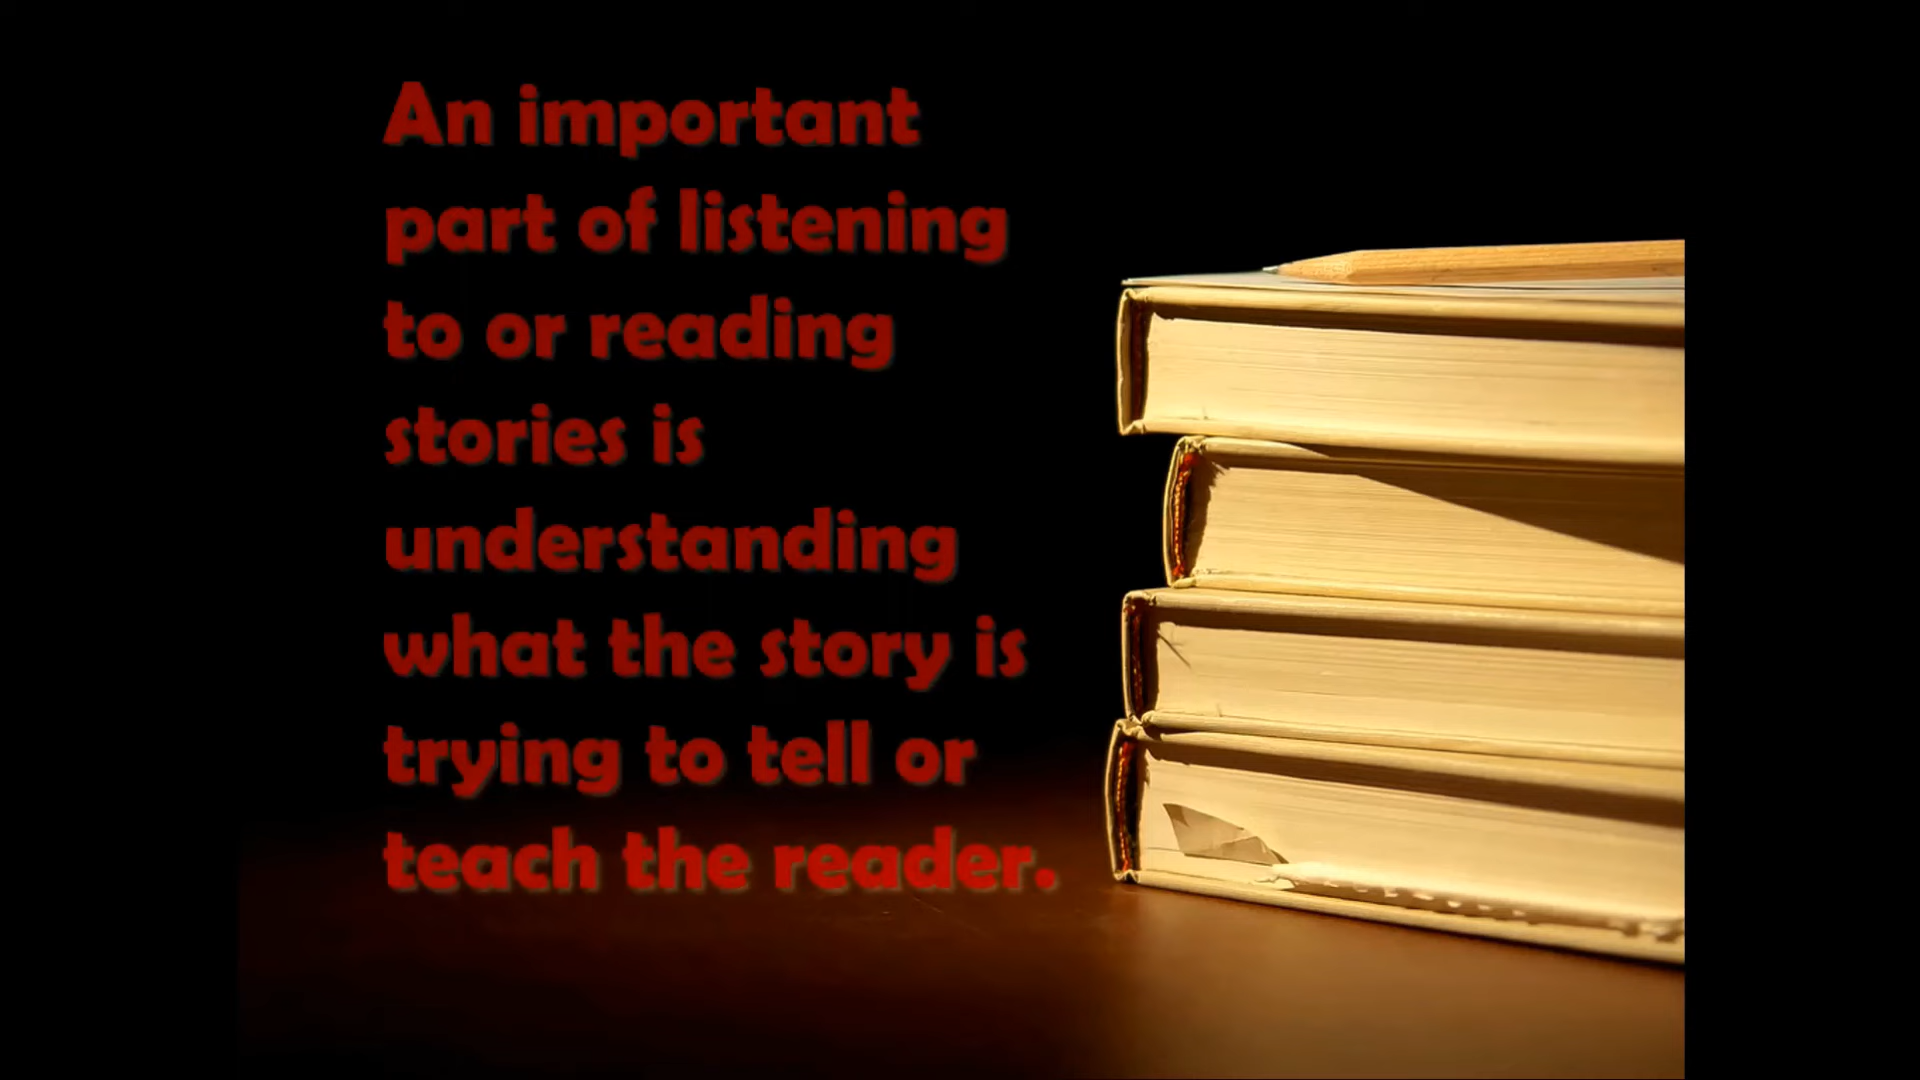 An important
part of listening
to or reading
stories is
understanding
what the story is
trying to tell or
teach the reader.